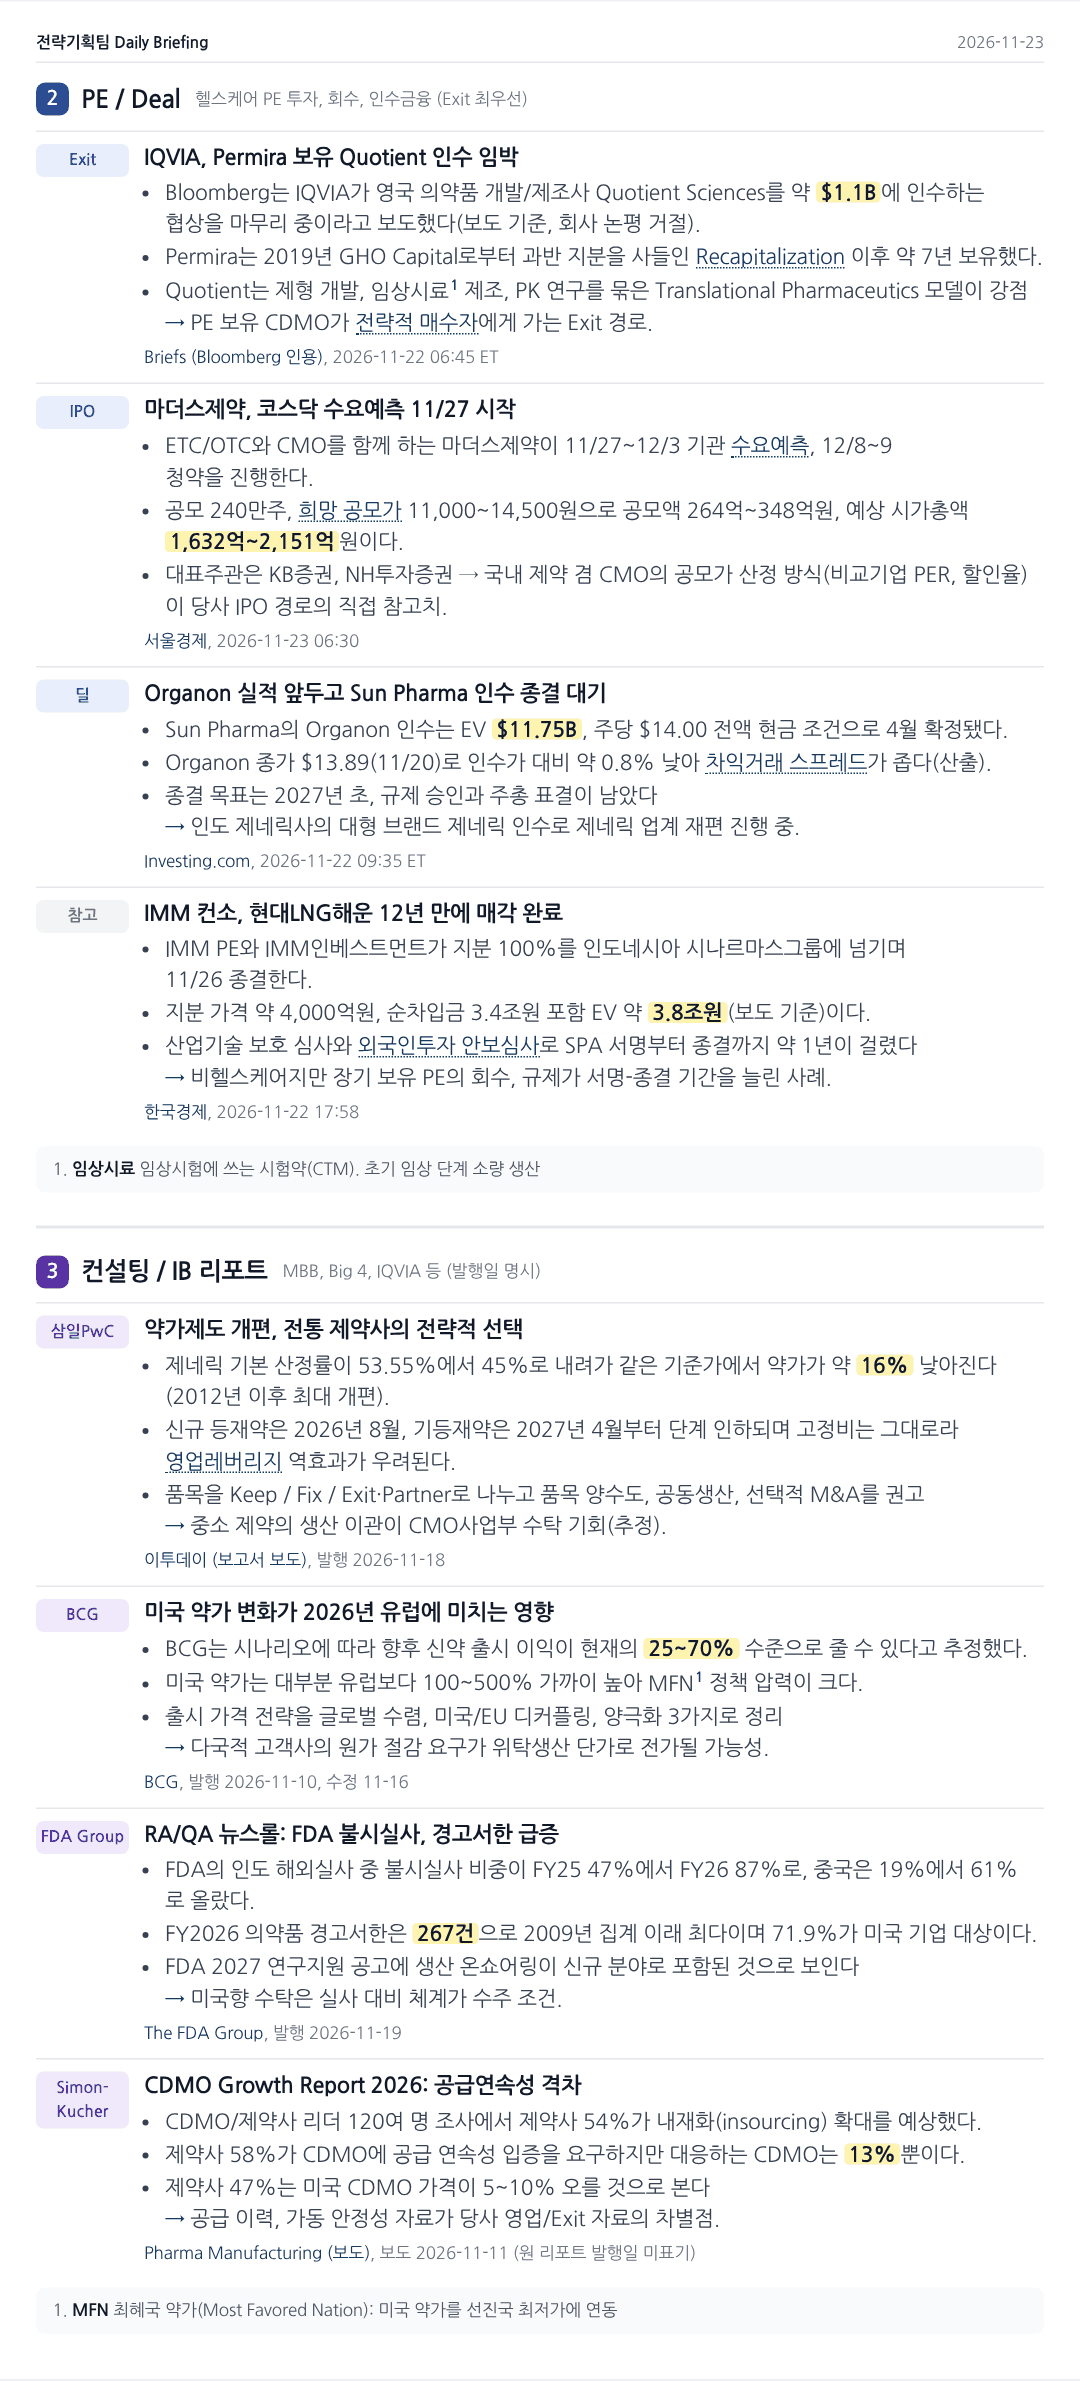 전략기획팀 Daily Briefing 2026-11-23
2 PE / Deal 헬스케어 PE 투자, 회수, 인수금융 (Exit 최우선)
Exit IQVIA, Permira 보유 Quotient 인수 임박
• Bloomberg는 IQVIA가 영국 의약품 개발/제조사 Quotient Sciences를 약 $1.1B에 인수하는
협상을 마무리 중이라고 보도했다(보도 기준, 회사 논평 거절).
• Permira는 2019년 GHO Capital로부터 과반 지분을 사들인 Recapitalization 이후 약 7년 보유했다.
• Quotient는 제형 개발, 임상시료¹ 제조, PK 연구를 묶은 Translational Pharmaceutics 모델이 강점
→ PE 보유 CDMO가 전략적 매수자에게 가는 Exit 경로.
Briefs (Bloomberg 인용), 2026-11-22 06:45 ET
IPO 마더스제약, 코스닥 수요예측 11/27 시작
• ETC/OTC와 CMO를 함께 하는 마더스제약이 11/27~12/3 기관 수요예측, 12/8~9
청약을 진행한다.
• 공모 240만주, 희망 공모가 11,000~14,500원으로 공모액 264억~348억원, 예상 시가총액
1,632억~2,151억원이다.
• 대표주관은 KB증권, NH투자증권 → 국내 제약 겸 CMO의 공모가 산정 방식(비교기업 PER, 할인율)
이 당사 IPO 경로의 직접 참고치.
서울경제, 2026-11-23 06:30
딜 Organon 실적 앞두고 Sun Pharma 인수 종결 대기
• Sun Pharma의 Organon 인수는 EV $11.75B, 주당 $14.00 전액 현금 조건으로 4월 확정됐다.
• Organon 종가 $13.89(11/20)로 인수가 대비 약 0.8% 낮아 차익거래 스프레드가 좁다(산출).
• 종결 목표는 2027년 초, 규제 승인과 주총 표결이 남았다
→ 인도 제네릭사의 대형 브랜드 제네릭 인수로 제네릭 업계 재편 진행 중.
Investing.com, 2026-11-22 09:35 ET
참고 IMM 컨소, 현대LNG해운 12년 만에 매각 완료
• IMM PE와 IMM인베스트먼트가 지분 100%를 인도네시아 시나르마스그룹에 넘기며
11/26 종결한다.
• 지분 가격 약 4,000억원, 순차입금 3.4조원 포함 EV 약 3.8조원(보도 기준)이다.
• 산업기술 보호 심사와 외국인투자 안보심사로 SPA 서명부터 종결까지 약 1년이 걸렸다
→ 비헬스케어지만 장기 보유 PE의 회수, 규제가 서명-종결 기간을 늘린 사례.
한국경제, 2026-11-22 17:58
1. 임상시료 임상시험에 쓰는 시험약(CTM). 초기 임상 단계 소량 생산
3 컨설팅 / IB 리포트 MBB, Big 4, IQVIA 등 (발행일 명시)
삼일PwC 약가제도 개편, 전통 제약사의 전략적 선택
• 제네릭 기본 산정률이 53.55%에서 45%로 내려가 같은 기준가에서 약가가 약 16% 낮아진다
(2012년 이후 최대 개편).
• 신규 등재약은 2026년 8월, 기등재약은 2027년 4월부터 단계 인하되며 고정비는 그대로라
영업레버리지 역효과가 우려된다.
• 품목을 Keep / Fix / Exit·Partner로 나누고 품목 양수도, 공동생산, 선택적 M&A를 권고
→ 중소 제약의 생산 이관이 CMO사업부 수탁 기회(추정).
이투데이 (보고서 보도), 발행 2026-11-18
BCG 미국 약가 변화가 2026년 유럽에 미치는 영향
• BCG는 시나리오에 따라 향후 신약 출시 이익이 현재의 25~70% 수준으로 줄 수 있다고 추정했다.
• 미국 약가는 대부분 유럽보다 100~500% 가까이 높아 MFN¹ 정책 압력이 크다.
• 출시 가격 전략을 글로벌 수렴, 미국/EU 디커플링, 양극화 3가지로 정리
→ 다국적 고객사의 원가 절감 요구가 위탁생산 단가로 전가될 가능성.
BCG, 발행 2026-11-10, 수정 11-16
FDA Group RA/QA 뉴스롤: FDA 불시실사, 경고서한 급증
• FDA의 인도 해외실사 중 불시실사 비중이 FY25 47%에서 FY26 87%로, 중국은 19%에서 61%
로 올랐다.
• FY2026 의약품 경고서한은 267건으로 2009년 집계 이래 최다이며 71.9%가 미국 기업 대상이다.
• FDA 2027 연구지원 공고에 생산 온쇼어링이 신규 분야로 포함된 것으로 보인다
→ 미국향 수탁은 실사 대비 체계가 수주 조건.
The FDA Group, 발행 2026-11-19
Simon-
Kucher CDMO Growth Report 2026: 공급연속성 격차
• CDMO/제약사 리더 120여 명 조사에서 제약사 54%가 내재화(insourcing) 확대를 예상했다.
• 제약사 58%가 CDMO에 공급 연속성 입증을 요구하지만 대응하는 CDMO는 13%뿐이다.
• 제약사 47%는 미국 CDMO 가격이 5~10% 오를 것으로 본다
→ 공급 이력, 가동 안정성 자료가 당사 영업/Exit 자료의 차별점.
Pharma Manufacturing (보도), 보도 2026-11-11 (원 리포트 발행일 미표기)
1. MFN 최혜국 약가(Most Favored Nation): 미국 약가를 선진국 최저가에 연동